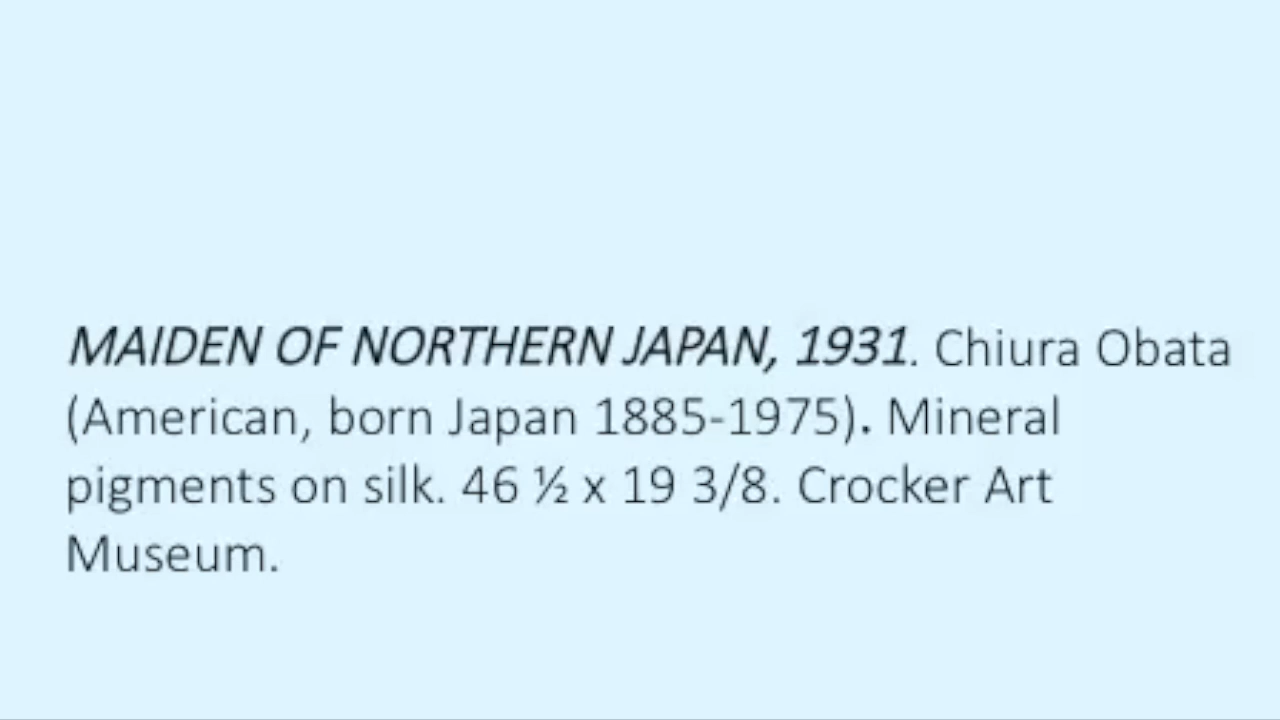 MAIDEN OF NORTHERN JAPAN, 1931. Chiura Obata
(American, born Japan 1885-1975). Mineral
pigments on silk. 46 ½ x 19 3/8. Crocker Art
Museum.